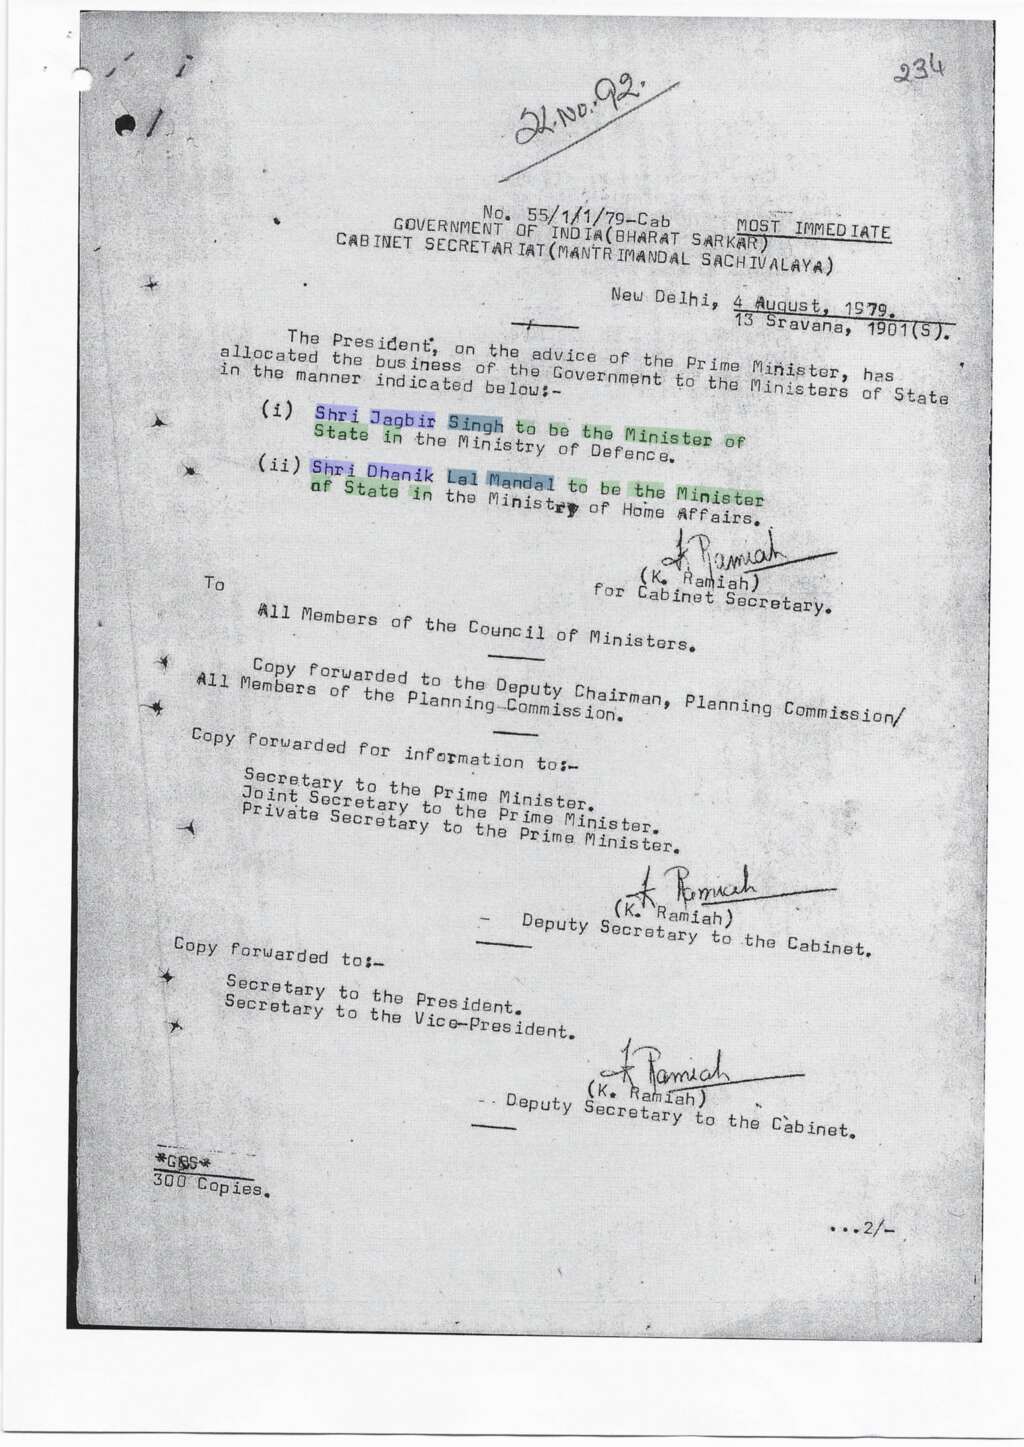 234
Sl.No.92.
No. 55/1/1/79-Cab
MOST IMMEDIATE
GOVERNMENT OF INDIA(BHARAT SARKAR)
CABINET SECRETARIAT(MANTRIMANDAL SACHIVALAYA)
New Delhi, 4 August, 1979.
13 Sravana, 1901(S).
The President, on the advice of the Prime Minister, has
allocated the business of the Government to the Ministers of State
in the manner indicated below:-
(i) Shri Jagbir Singh to be the Minister of
State in the Ministry of Defence.
(ii) Shri Dhanik Lal Mandal to be the Minister
of State in the Ministry of Home Affairs.
K Ramiah
(K. Ramiah)
for Cabinet Secretary.
To
All Members of the Council of Ministers.
Copy forwarded to the Deputy Chairman, Planning Commission/
All Members of the Planning Commission.
Copy forwarded for information to:-
Secretary to the Prime Minister.
Joint Secretary to the Prime Minister.
Private Secretary to the Prime Minister.
K Ramiah
(K. Ramiah)
- Deputy Secretary to the Cabinet.
Copy forwarded to:-
Secretary to the President.
Secretary to the Vice-President.
K Ramiah
(K. Ramiah)
- Deputy Secretary to the Cabinet.
300 Copies.
...2/-